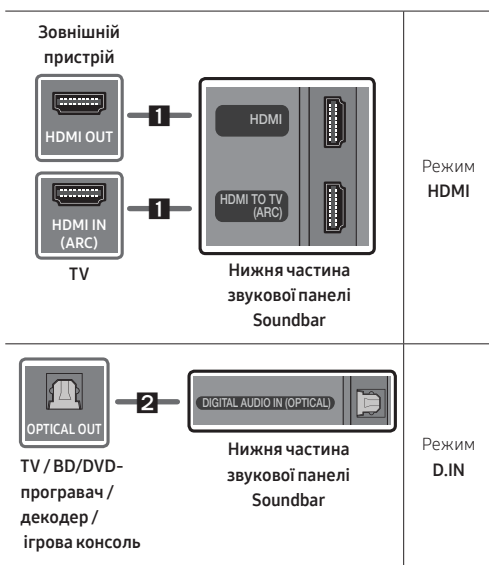 Зовнішній
пристрій
HDMI OUT
1
HDMI
HDMI IN
(ARC)
1
HDMI TO TV
(ARC)
TV
Нижня частина
звукової панелі
Soundbar
Режим
HDMI
OPTICAL OUT
2
DIGITAL AUDIO IN (OPTICAL)
TV / BD/DVD-
програвач /
декодер /
ігрова консоль
Нижня частина
звукової панелі
Soundbar
Режим
D.IN